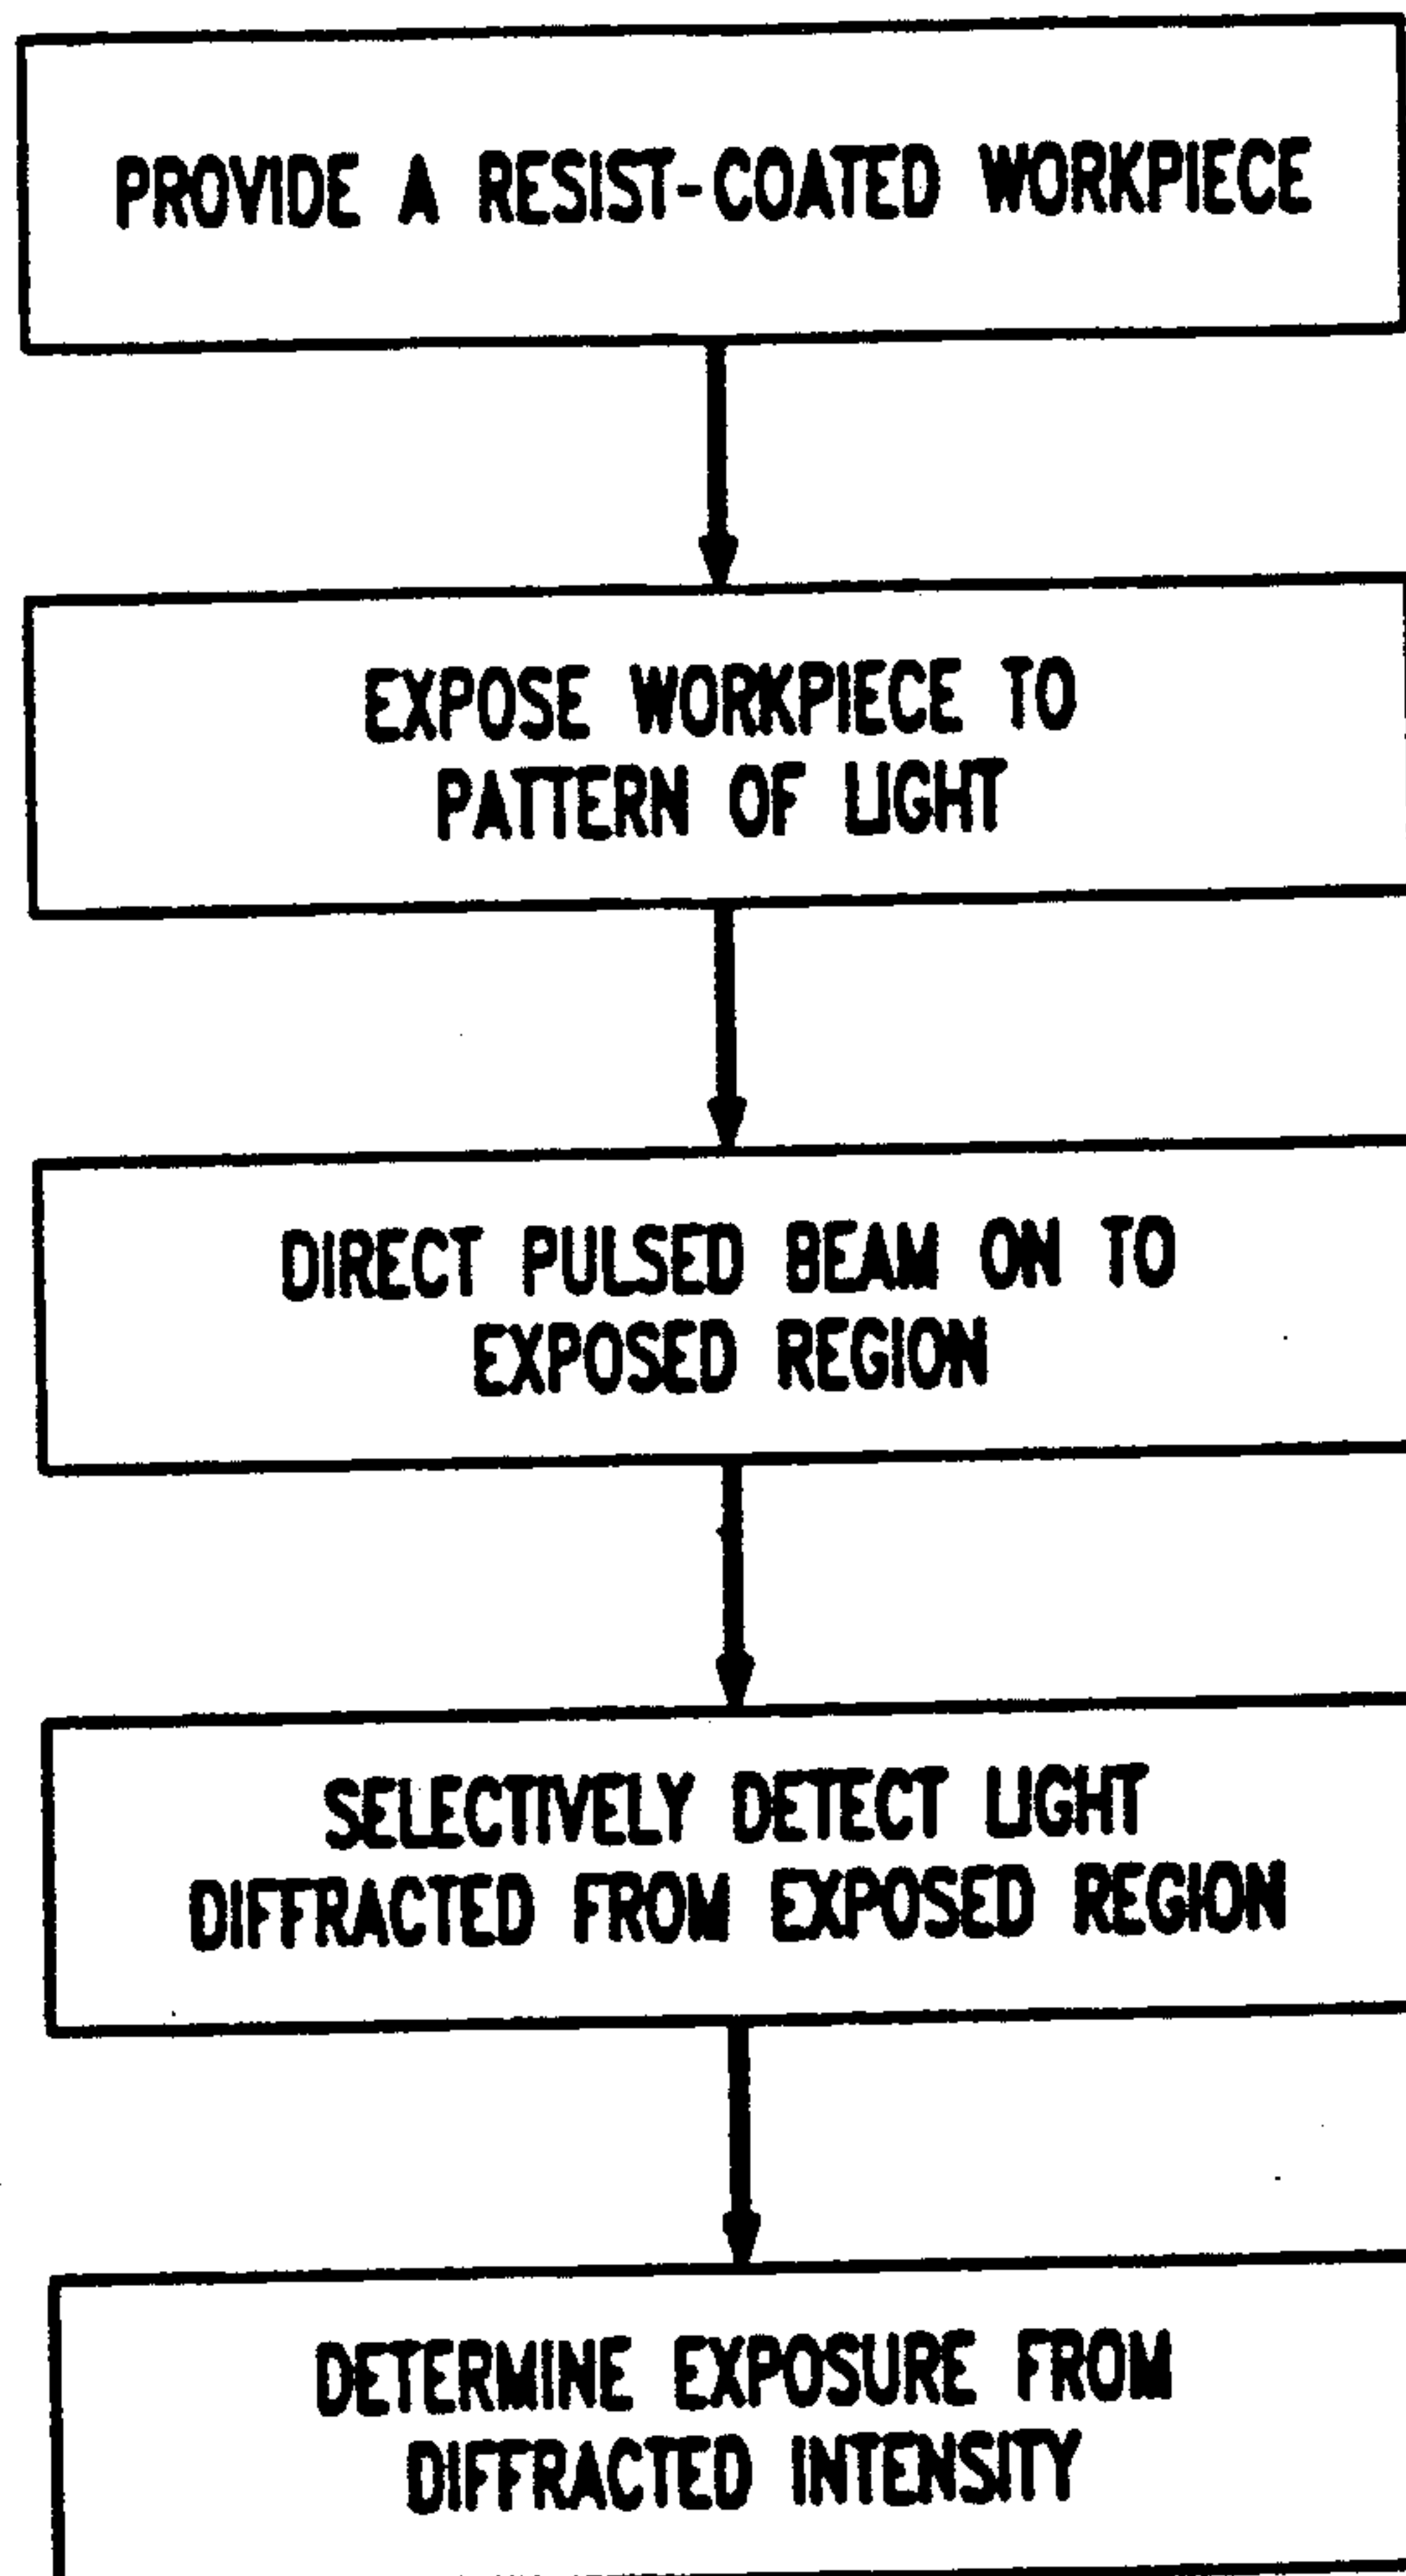 PROVIDE A RESIST-COATED WORKPIECE
EXPOSE WORKPIECE TO
PATTERN OF LIGHT
DIRECT PULSED BEAM ON TO
EXPOSED REGION
SELECTIVELY DETECT LIGHT
DIFFRACTED FROM EXPOSED REGION
DETERMINE EXPOSURE FROM
DIFFRACTED INTENSITY